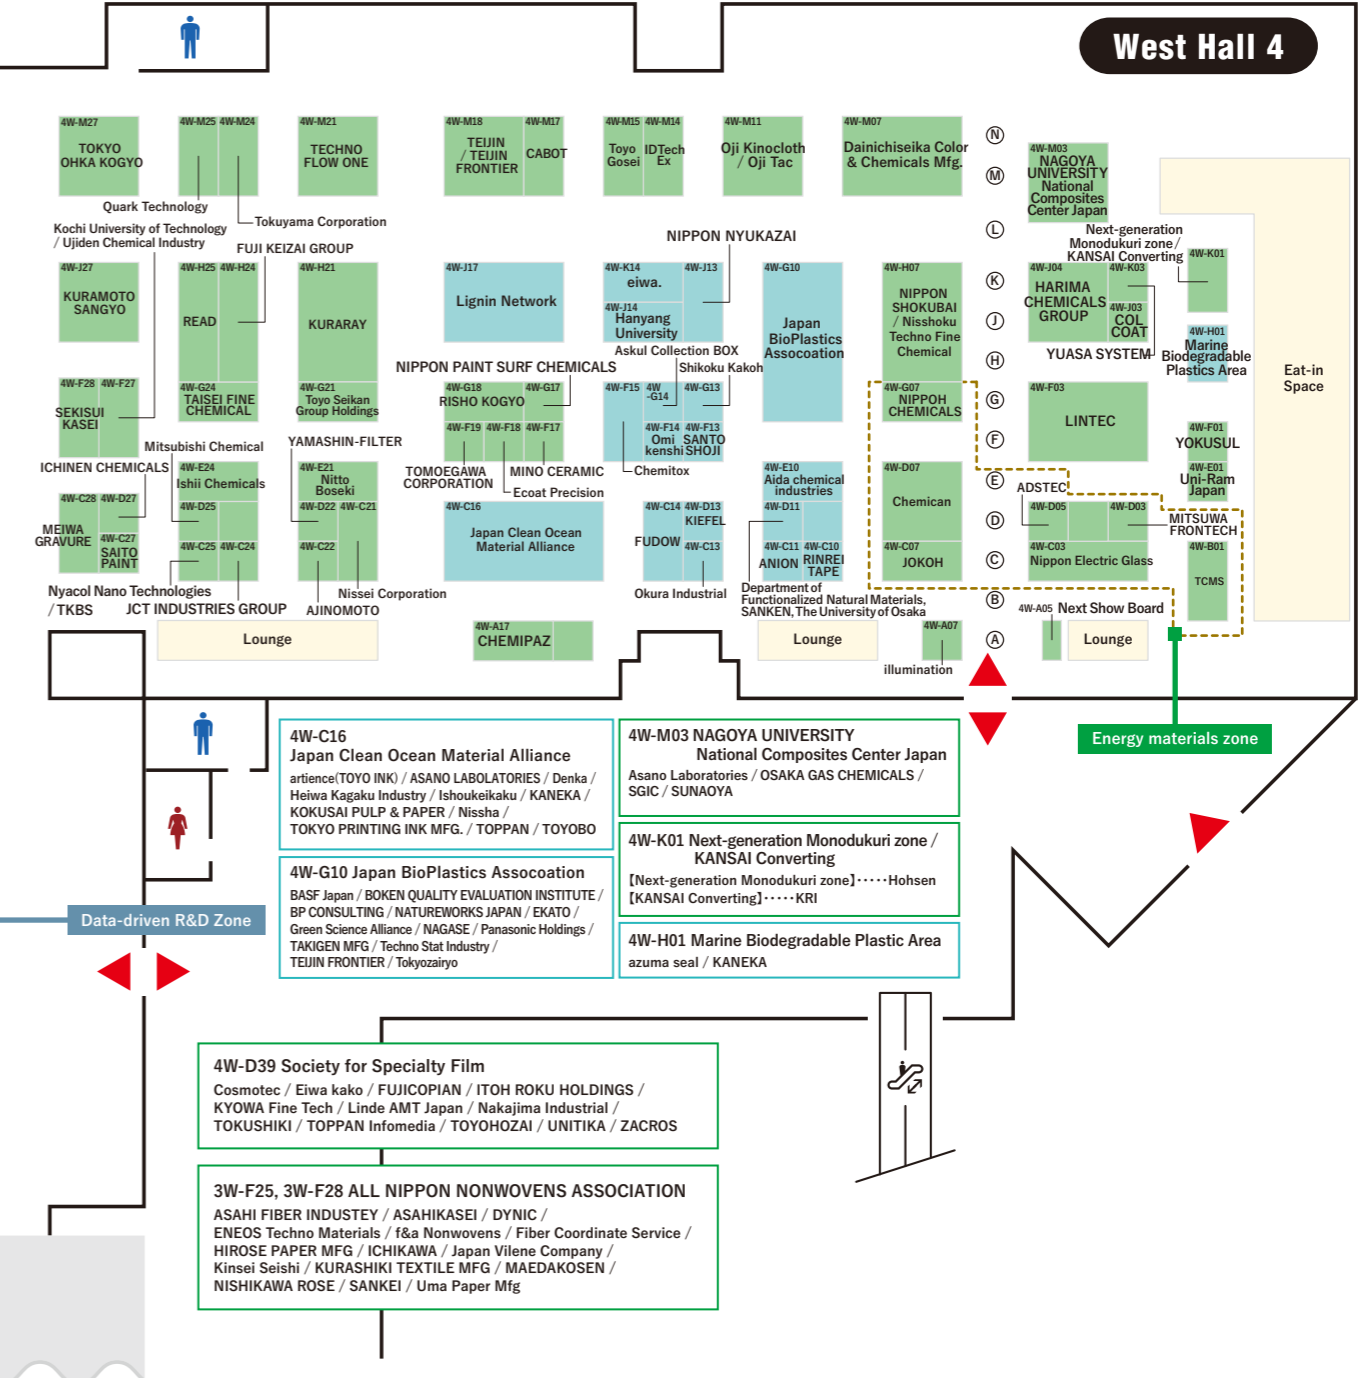 West Hall 4
4W-M27
TOKYO
OHKA KOGYO
4W-M25
4W-M24
Quark Technology
Tokuyama Corporation
4W-M21
TECHNO
FLOW ONE
4W-M18
TEIJIN
/ TEIJIN
FRONTIER
4W-M17
CABOT
4W-M15
Toyo
Gosei
4W-M14
IDTech
Ex
4W-M11
Oji Kinocloth
/ Oji Tac
4W-M07
Dainichiseika Color
& Chemicals Mfg.
N
M
L
K
J
H
G
F
E
D
C
B
A
4W-M03
NAGOYA
UNIVERSITY
National
Composites
Center Japan
Next-generation
Monodukuri zone /
KANSAI Converting
4W-K01
Kochi University of Technology
/ Ujiden Chemical Industry
FUJI KEIZAI GROUP
NIPPON NYUKAZAI
4W-J27
KURAMOTO
SANGYO
4W-H25
READ
4W-H24
4W-H21
KURARAY
4W-J17
Lignin Network
4W-K14
eiwa.
4W-J13
4W-J14
Hanyang
University
4W-G10
Japan
BioPlastics
Assocoation
4W-H07
NIPPON
SHOKUBAI
/ Nisshoku
Techno Fine
Chemical
4W-J04
HARIMA
CHEMICALS
GROUP
4W-K03
4W-J03
COL
COAT
YUASA SYSTEM
4W-H01
Marine
Biodegradable
Plastics Area
Eat-in
Space
Askul Collection BOX
Shikoku Kakoh
NIPPON PAINT SURF CHEMICALS
4W-F28
SEKISUI
KASEI
4W-F27
4W-G24
TAISEI FINE
CHEMICAL
4W-G21
Toyo Seikan
Group Holdings
4W-G18
RISHO KOGYO
4W-G17
4W-F19
4W-F18
4W-F17
4W-F15
4W
-G14
4W-G13
4W-F14
Omi
kenshi
4W-F13
SANTO
SHOJI
4W-G07
NIPPOH
CHEMICALS
4W-F03
LINTEC
4W-F01
YOKUSUL
4W-E01
Uni-Ram
Japan
Mitsubishi Chemical
YAMASHIN-FILTER
ICHINEN CHEMICALS
TOMOEGAWA
CORPORATION
MINO CERAMIC
Ecoat Precision
Chemitox
4W-E24
Ishii Chemicals
4W-E21
Nitto
Boseki
4W-E10
Aida chemical
industries
4W-D07
Chemican
ADSTEC
4W-C28
MEIWA
GRAVURE
4W-D27
4W-C27
SAITO
PAINT
4W-D25
4W-C25
4W-C24
4W-D22
4W-C21
4W-C22
4W-C16
Japan Clean Ocean
Material Alliance
4W-C14
FUDOW
4W-D13
KIEFEL
4W-C13
4W-D11
4W-C11
ANION
4W-C10
RINREI
TAPE
4W-C07
JOKOH
4W-D05
4W-D03
MITSUWA
FRONTECH
4W-C03
Nippon Electric Glass
4W-B01
TCMS
Nyacol Nano Technologies
/ TKBS
JCT INDUSTRIES GROUP
AJINOMOTO
Nissei Corporation
Okura Industrial
Department of
Functionalized Natural Materials,
SANKEN, The University of Osaka
4W-A05 Next Show Board
Lounge
4W-A17
CHEMIPAZ
Lounge
4W-A07
illumination
Lounge
Energy materials zone
4W-C16
Japan Clean Ocean Material Alliance
artience(TOYO INK) / ASANO LABOLATORIES / Denka /
Heiwa Kagaku Industry / Ishoukeikaku / KANEKA /
KOKUSAI PULP & PAPER / Nissha /
TOKYO PRINTING INK MFG. / TOPPAN / TOYOBO
4W-G10 Japan BioPlastics Assocoation
BASF Japan / BOKEN QUALITY EVALUATION INSTITUTE /
BP CONSULTING / NATUREWORKS JAPAN / EKATO /
Green Science Alliance / NAGASE / Panasonic Holdings /
TAKIGEN MFG / Techno Stat Industry /
TEIJIN FRONTIER / Tokyozairyo
4W-M03 NAGOYA UNIVERSITY
National Composites Center Japan
Asano Laboratories / OSAKA GAS CHEMICALS /
SGIC / SUNAOYA
4W-K01 Next-generation Monodukuri zone /
KANSAI Converting
【Next-generation Monodukuri zone】‥‥‥Hohsen
【KANSAI Converting】‥‥‥KRI
4W-H01 Marine Biodegradable Plastic Area
azuma seal / KANEKA
Data-driven R&D Zone
4W-D39 Society for Specialty Film
Cosmotec / Eiwa kako / FUJICOPIAN / ITOH ROKU HOLDINGS /
KYOWA Fine Tech / Linde AMT Japan / Nakajima Industrial /
TOKUSHIKI / TOPPAN Infomedia / TOYOHOZAI / UNITIKA / ZACROS
3W-F25, 3W-F28 ALL NIPPON NONWOVENS ASSOCIATION
ASAHI FIBER INDUSTEY / ASAHIKASEI / DYNIC /
ENEOS Techno Materials / f&a Nonwovens / Fiber Coordinate Service /
HIROSE PAPER MFG / ICHIKAWA / Japan Vilene Company /
Kinsei Seishi / KURASHIKI TEXTILE MFG / MAEDAKOSEN /
NISHIKAWA ROSE / SANKEI / Uma Paper Mfg